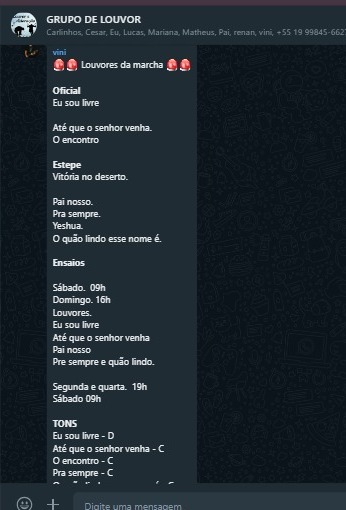 GRUPO DE LOUVOR
Carlinhos, Cesar, Eu, Lucas, Mariana, Matheus, Pai, renan, vini, +55 19 99845-662
vini
🚨🚨 Louvores da marcha 🚨🚨
Oficial
Eu sou livre
Até que o senhor venha.
O encontro
Estepe
Vitória no deserto.
Pai nosso.
Pra sempre.
Yeshua.
O quão lindo esse nome é.
Ensaios
Sábado. 09h
Domingo. 16h
Louvores.
Eu sou livre
Até que o senhor venha
Pai nosso
Pre sempre e quão lindo.
Segunda e quarta. 19h
Sábado 09h
TONS
Eu sou livre - D
Até que o senhor venha - C
O encontro - C
Pra sempre - C
Digite uma mensagem